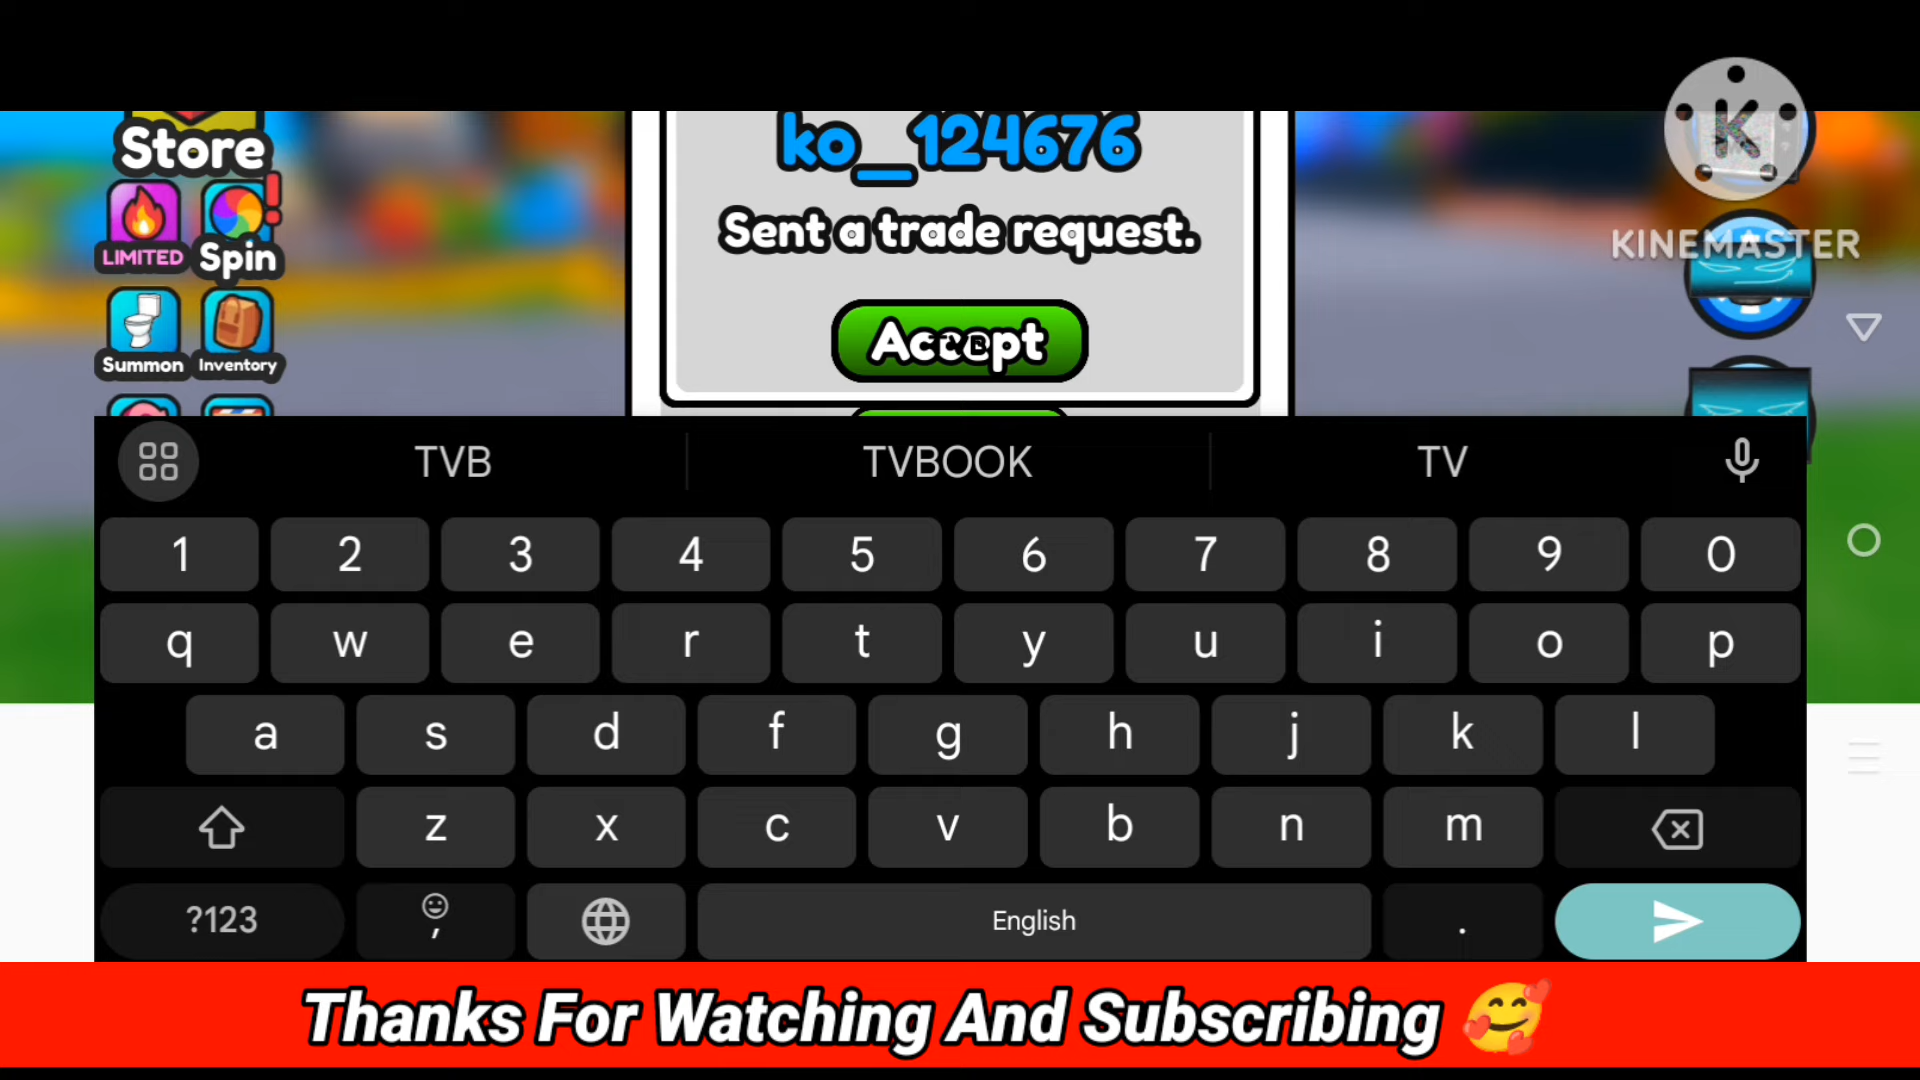 Store
ko__124676
Sent a trade request.
LIMITED Spin
KINEMASTER
Accept
Summon Inventory
TVB TVBOOK TV
1 2 3 4 5 6 7 8 9 0
q w e r t y u i o p
a s d f g h j k l
z x c v b n m
?123 , English .
Thanks For Watching And Subscribing 🥰